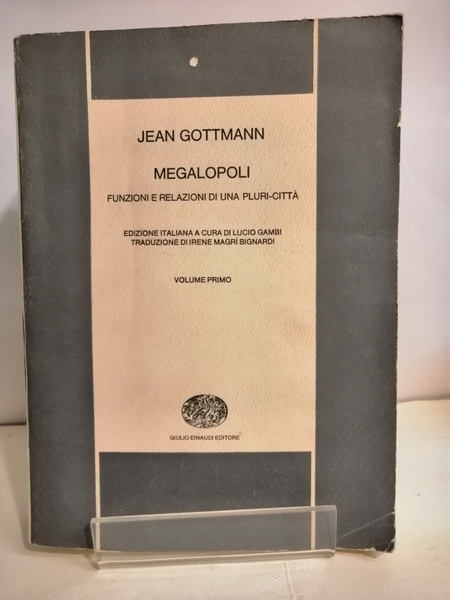 JEAN GOTTMANN
MEGALOPOLI
FUNZIONI E RELAZIONI DI UNA PLURI-CITTÀ
EDIZIONE ITALIANA A CURA DI LUCIO GAMBI
TRADUZIONE DI IRENE MAGRÍ BIGNARDI
VOLUME PRIMO
GIULIO EINAUDI EDITORE